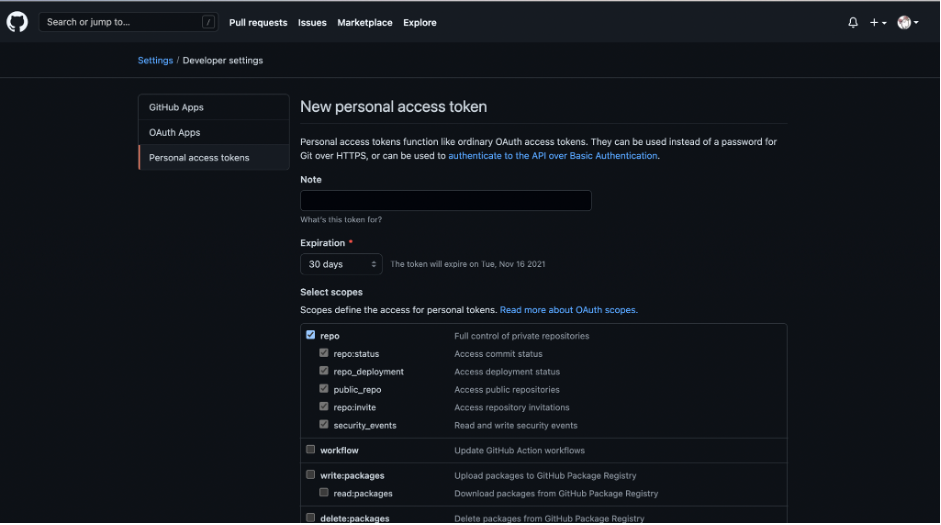 Search or jump to... /
Pull requests Issues Marketplace Explore
Settings / Developer settings
GitHub Apps
OAuth Apps
Personal access tokens
New personal access token
Personal access tokens function like ordinary OAuth access tokens. They can be used instead of a password for
Git over HTTPS, or can be used to authenticate to the API over Basic Authentication.
Note
What's this token for?
Expiration *
30 days The token will expire on Tue, Nov 16 2021
Select scopes
Scopes define the access for personal tokens. Read more about OAuth scopes.
repo Full control of private repositories
repo:status Access commit status
repo_deployment Access deployment status
public_repo Access public repositories
repo:invite Access repository invitations
security_events Read and write security events
workflow Update GitHub Action workflows
write:packages Upload packages to GitHub Package Registry
read:packages Download packages from GitHub Package Registry
delete:packages Delete packages from GitHub Package Registry